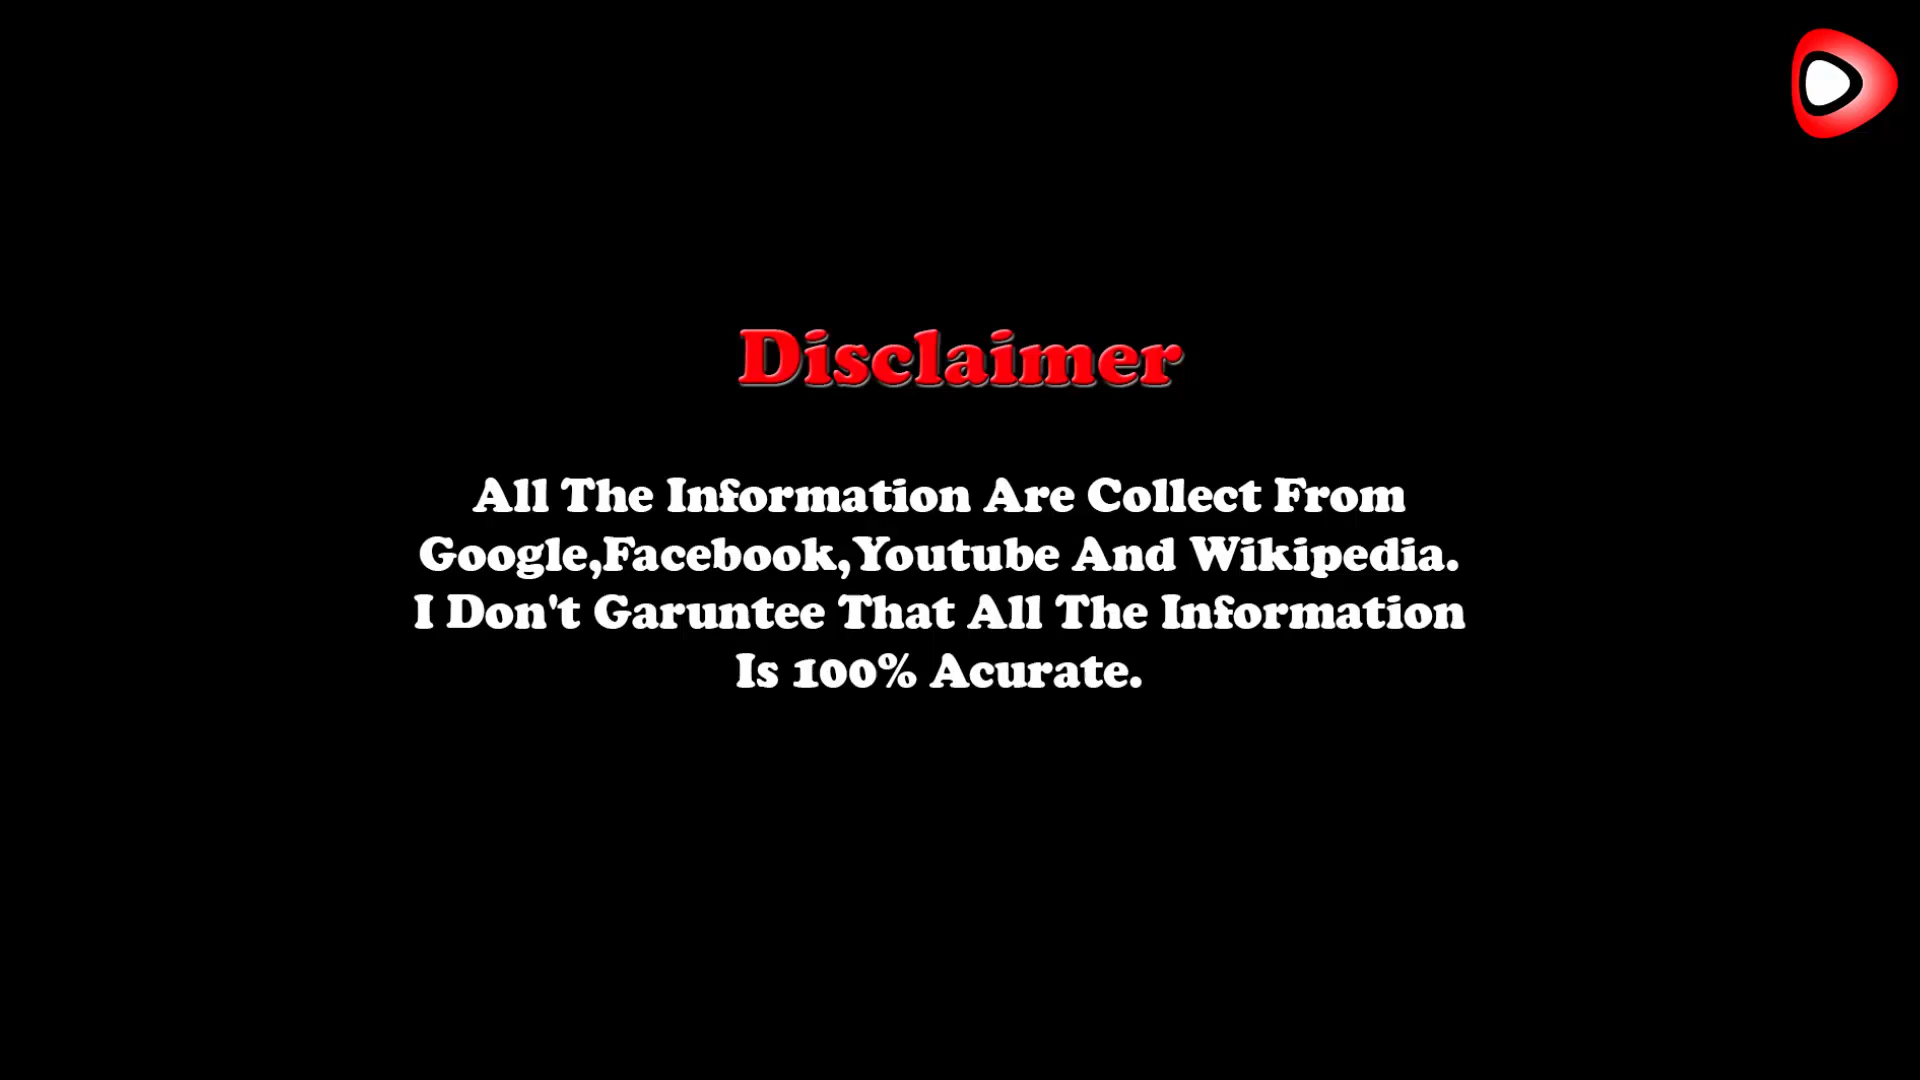 Disclaimer
All The Information Are Collect From
Google,Facebook,Youtube And Wikipedia.
I Don't Garuntee That All The Information
Is 100% Acurate.